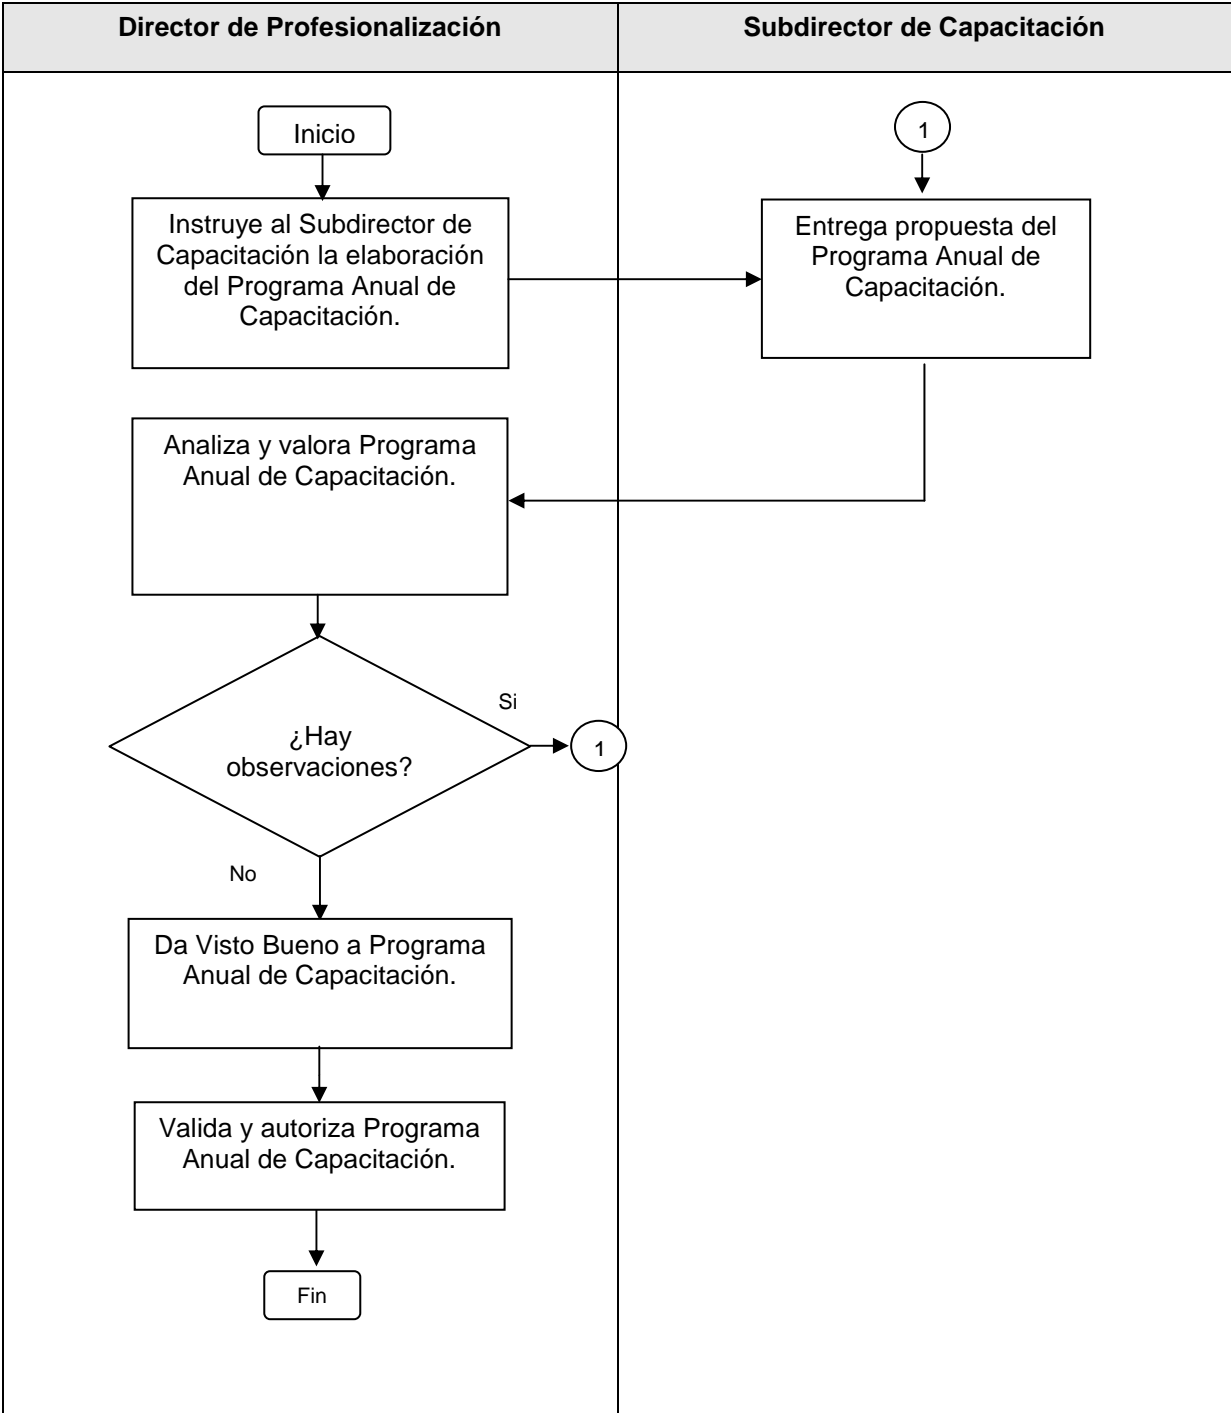 Director de Profesionalización
Subdirector de Capacitación
Inicio
1
Instruye al Subdirector de
Capacitación la elaboración
del Programa Anual de
Capacitación.
Entrega propuesta del
Programa Anual de
Capacitación.
Analiza y valora Programa
Anual de Capacitación.
¿Hay
observaciones?
Si
1
No
Da Visto Bueno a Programa
Anual de Capacitación.
Valida y autoriza Programa
Anual de Capacitación.
Fin